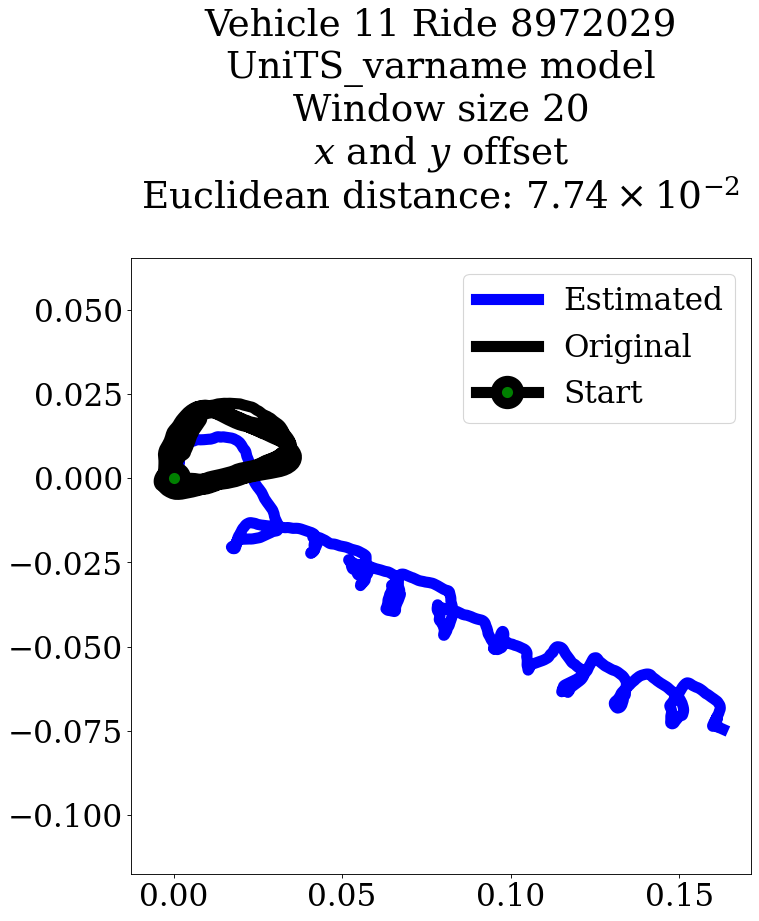 Vehicle 11 Ride 8972029
UniTS_varname model
Window size 20
x and y offset
Euclidean distance: 7.74 × 10⁻²
Estimated
Original
Start
0.050
0.025
0.000
−0.025
−0.050
−0.075
−0.100
0.00 0.05 0.10 0.15